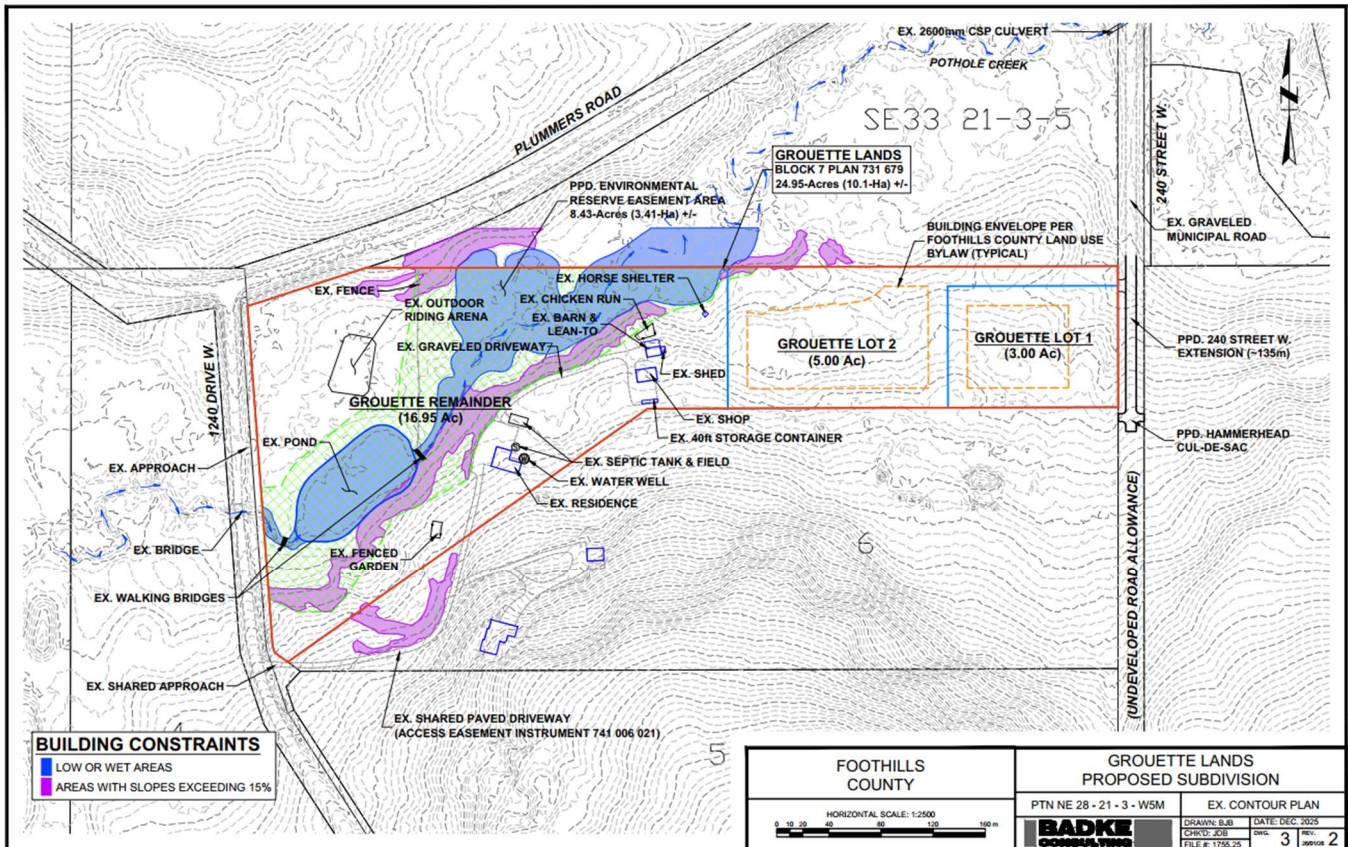 EX. 2600mm CSP CULVERT
POTHOLE CREEK
SE33 21-3-5
PLUMMERS ROAD
240 STREET W.
GROUETTE LANDS
BLOCK 7 PLAN 731 679
24.95-Acres (10.1-Ha) +/-
PPD. ENVIRONMENTAL
RESERVE EASEMENT AREA
8.43-Acres (3.41-Ha) +/-
BUILDING ENVELOPE PER
FOOTHILLS COUNTY LAND USE
BYLAW (TYPICAL)
EX. GRAVELED
MUNICIPAL ROAD
EX. FENCE
EX. OUTDOOR
RIDING ARENA
EX. HORSE SHELTER
EX. CHICKEN RUN
EX. BARN &
LEAN-TO
EX. GRAVELED DRIVEWAY
EX. SHED
GROUETTE LOT 2
(5.00 Ac)
GROUETTE LOT 1
(3.00 Ac)
PPD. 240 STREET W.
EXTENSION (~135m)
1240 DRIVE W.
GROUETTE REMAINDER
(16.95 Ac)
EX. SHOP
EX. 40ft STORAGE CONTAINER
PPD. HAMMERHEAD
CUL-DE-SAC
EX. POND
EX. APPROACH
EX. SEPTIC TANK & FIELD
EX. WATER WELL
EX. RESIDENCE
(UNDEVELOPED ROAD ALLOWANCE)
EX. BRIDGE
EX. FENCED
GARDEN
6
EX. WALKING BRIDGES
EX. SHARED APPROACH
EX. SHARED PAVED DRIVEWAY
(ACCESS EASEMENT INSTRUMENT 741 006 021)
5
BUILDING CONSTRAINTS
LOW OR WET AREAS
AREAS WITH SLOPES EXCEEDING 15%
FOOTHILLS
COUNTY
HORIZONTAL SCALE: 1:2500
0 10 20 40 80 120 160 m
GROUETTE LANDS
PROPOSED SUBDIVISION
PTN NE 28 - 21 - 3 - W5M
EX. CONTOUR PLAN
BADKE
CONSULTING
DRAWN: BJB
DATE: DEC. 2025
CHK'D: JDB
FILE #: 1755.25
DWG. 3
REV. 2